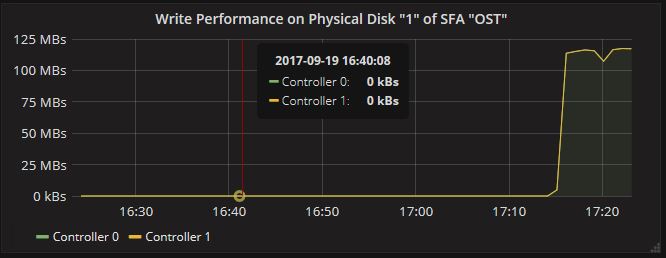 Write Performance on Physical Disk "1" of SFA "OST"
125 MBs
100 MBs
75 MBs
50 MBs
25 MBs
0 kBs
2017-09-19 16:40:08
Controller 0: 0 kBs
Controller 1: 0 kBs
16:30 16:40 16:50 17:00 17:10 17:20
Controller 0 Controller 1